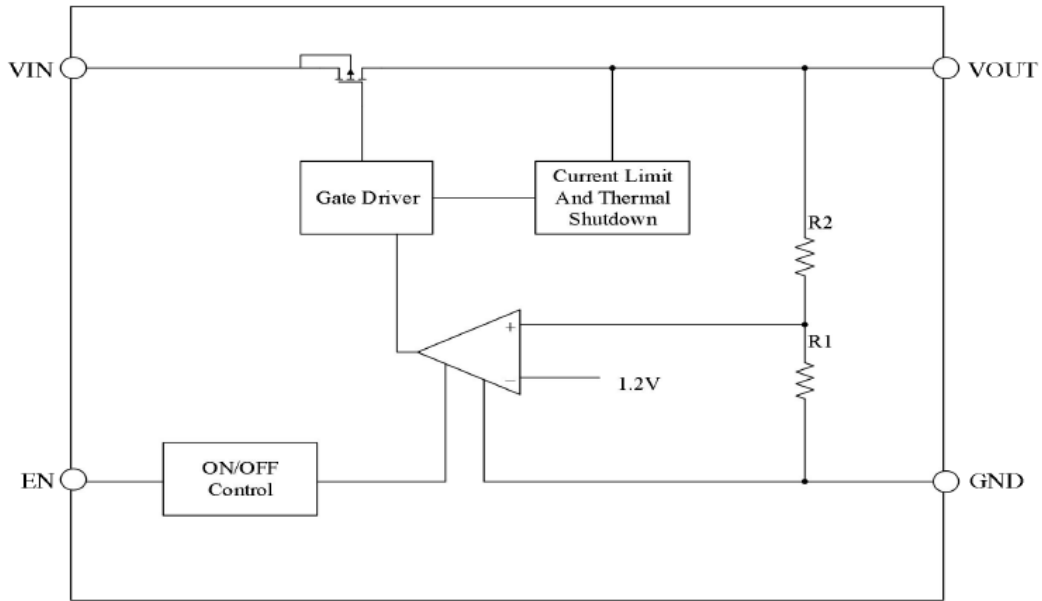 VIN
VOUT
Gate Driver
Current Limit
And Thermal
Shutdown
R2
+
R1
−
1.2V
EN
ON/OFF
Control
GND